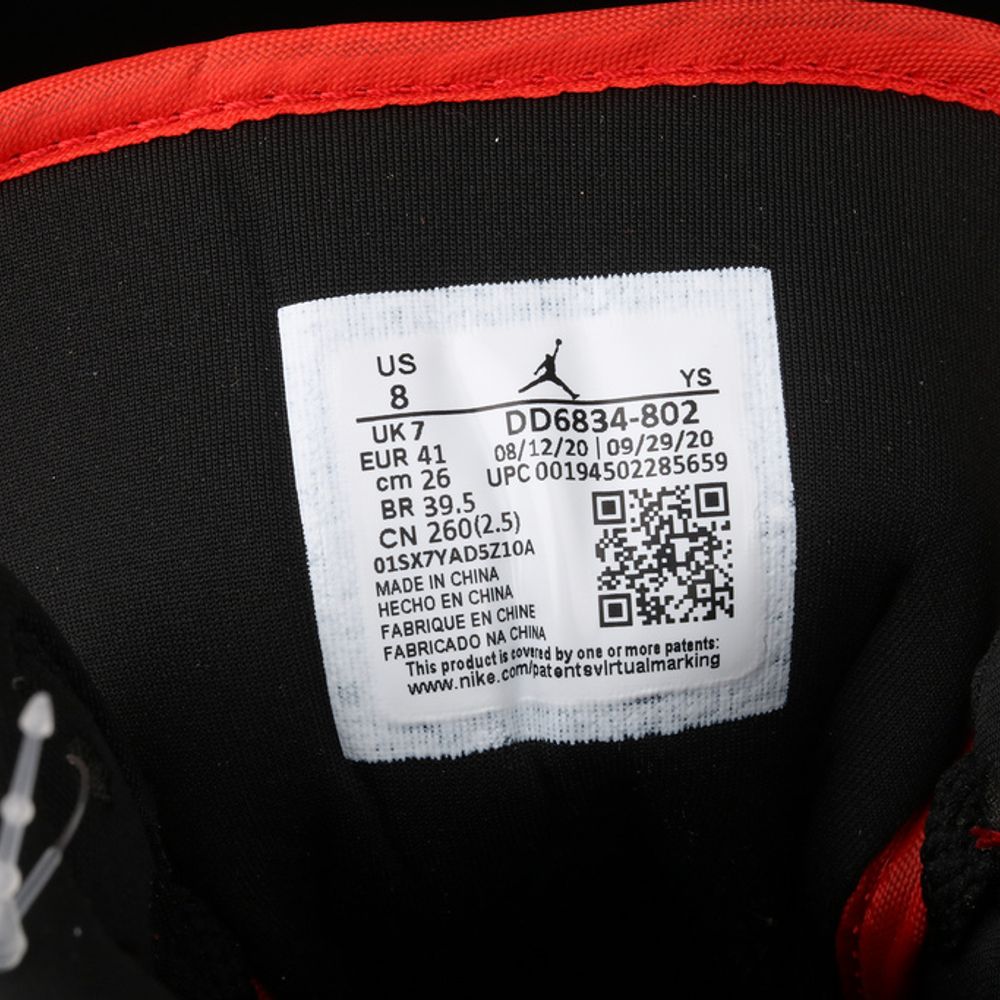 US
8
YS
UK 7
EUR 41
cm 26
BR 39.5
CN 260(2.5)
DD6834-802
08/12/20 | 09/29/20
UPC 00194502285659
01SX7YAD5Z10A
MADE IN CHINA
HECHO EN CHINA
FABRIQUE EN CHINE
FABRICADO NA CHINA
This product is covered by one or more patents:
www.nike.com/patentsvirtualmarking